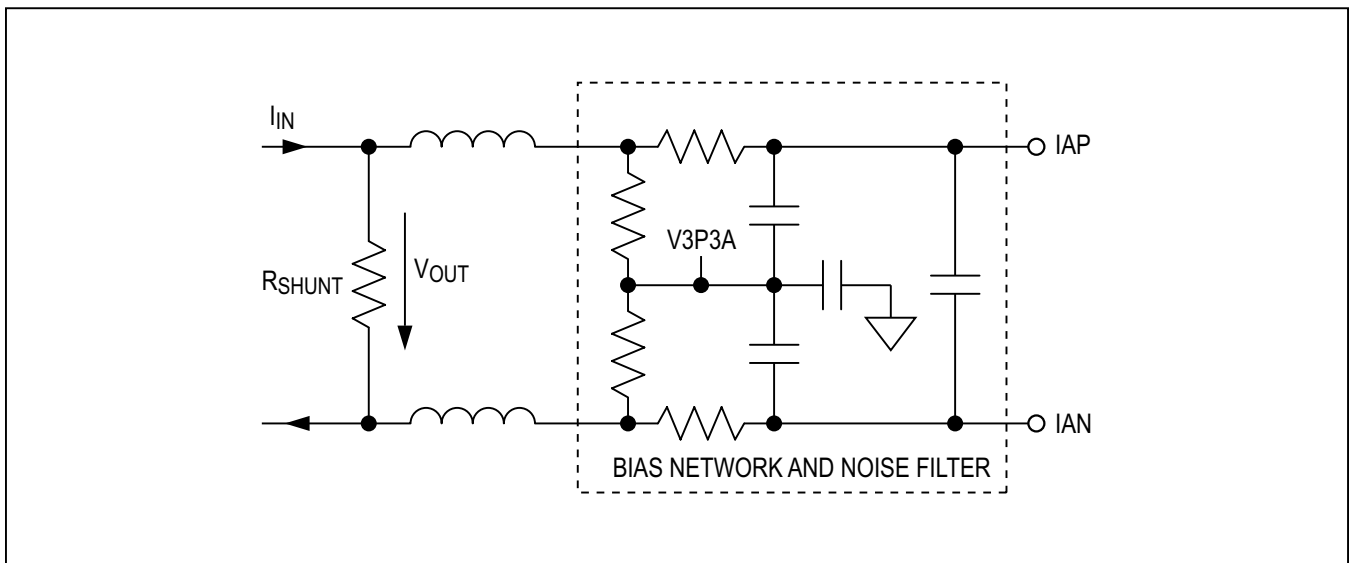 IIN
IAP
V3P3A
RSHUNT
VOUT
IAN
BIAS NETWORK AND NOISE FILTER